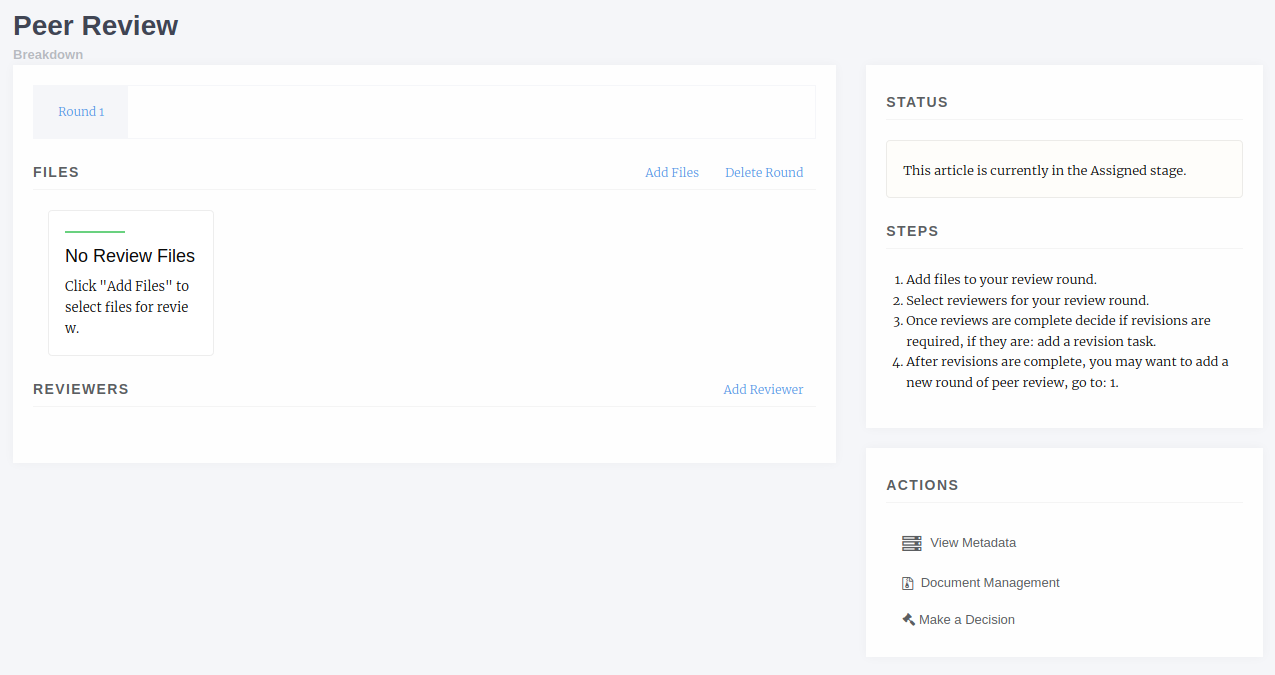 Peer Review
Breakdown
Round 1
FILES
Add Files
Delete Round
No Review Files
Click "Add Files" to
select files for revie
w.
REVIEWERS
Add Reviewer
STATUS
This article is currently in the Assigned stage.
STEPS
1. Add files to your review round.
2. Select reviewers for your review round.
3. Once reviews are complete decide if revisions are
required, if they are: add a revision task.
4. After revisions are complete, you may want to add a
new round of peer review, go to: 1.
ACTIONS
View Metadata
Document Management
Make a Decision